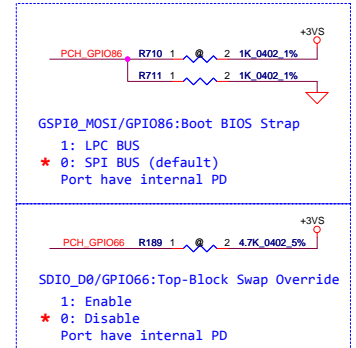 +3VS
PCH_GPIO86 R710 1 @ 2 1K_0402_1%
R711 1 2 1K_0402_1%
GSPI0_MOSI/GPIO86:Boot BIOS Strap
1: LPC BUS
* 0: SPI BUS (default)
Port have internal PD
+3VS
PCH_GPIO66 R189 1 @ 2 4.7K_0402_5%
SDIO_D0/GPIO66:Top-Block Swap Override
1: Enable
* 0: Disable
Port have internal PD